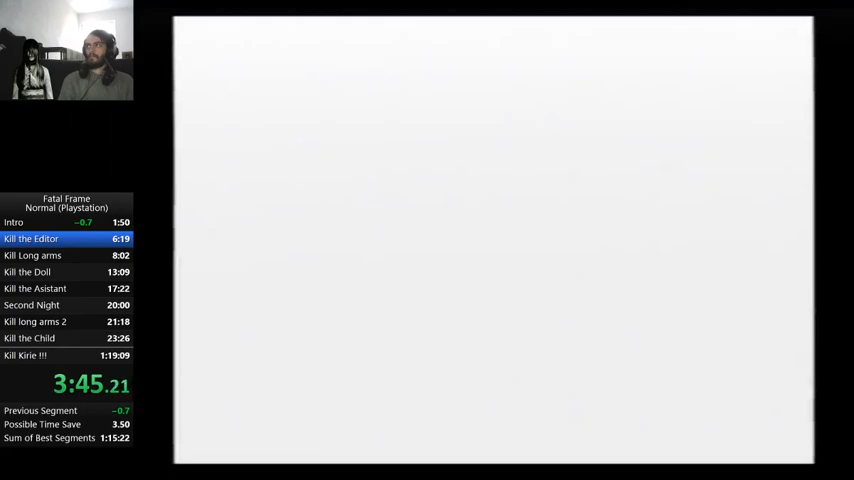 Fatal Frame
Normal (Playstation)
Intro −0.7 1:50
Kill the Editor 6:19
Kill Long arms 8:02
Kill the Doll 13:09
Kill the Asistant 17:22
Second Night 20:00
Kill long arms 2 21:18
Kill the Child 23:26
Kill Kirie !!! 1:19:09
3:45.21
Previous Segment −0.7
Possible Time Save 3.50
Sum of Best Segments 1:15:22